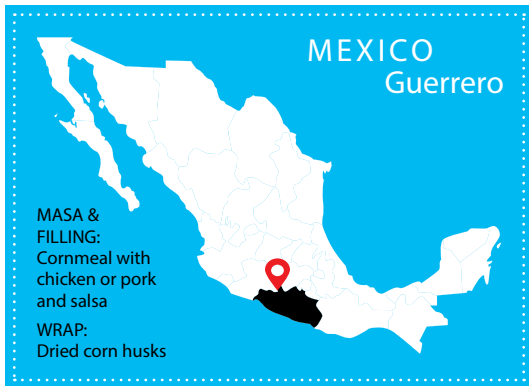 MEXICO
Guerrero
MASA &
FILLING:
Cornmeal with
chicken or pork
and salsa
WRAP:
Dried corn husks